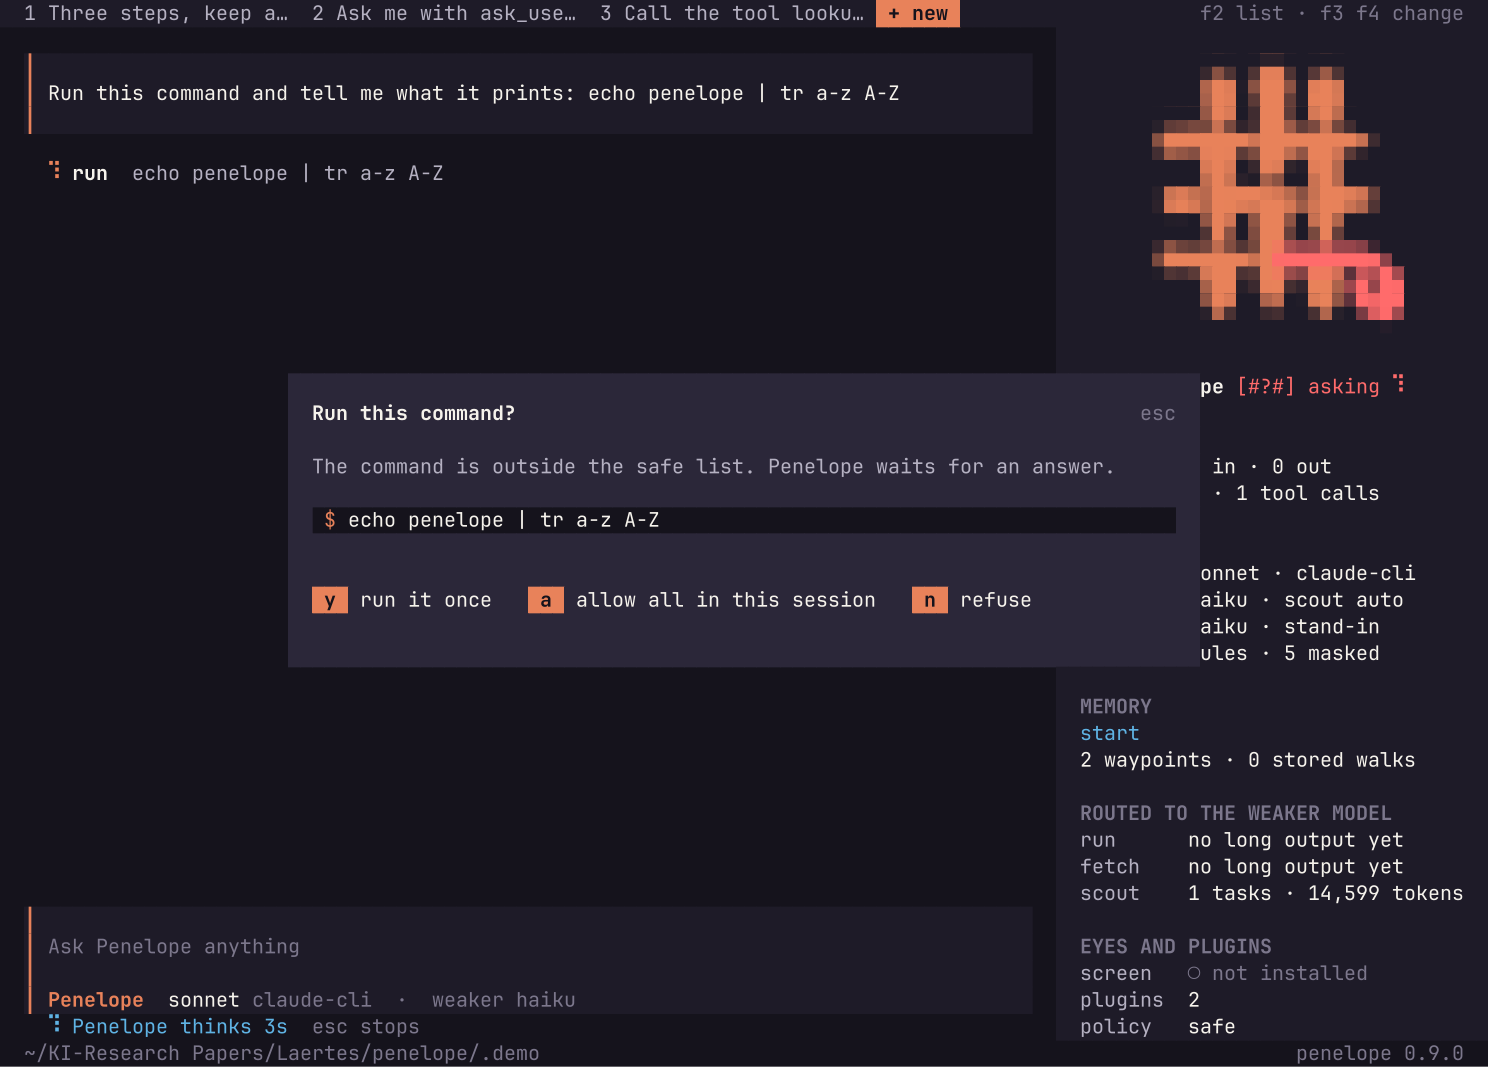 1 Three steps, keep a… 2 Ask me with ask_use… 3 Call the tool looku… + new f2 list · f3 f4 change
Run this command and tell me what it prints: echo penelope | tr a-z A-Z
run echo penelope | tr a-z A-Z
pe [#?#] asking
Run this command? esc
The command is outside the safe list. Penelope waits for an answer.
$ echo penelope | tr a-z A-Z
y run it once a allow all in this session n refuse
in · 0 out
· 1 tool calls
onnet · claude-cli
aiku · scout auto
aiku · stand-in
ules · 5 masked
MEMORY
start
2 waypoints · 0 stored walks
ROUTED TO THE WEAKER MODEL
run no long output yet
fetch no long output yet
scout 1 tasks · 14,599 tokens
EYES AND PLUGINS
screen ○ not installed
plugins 2
policy safe
Ask Penelope anything
Penelope sonnet claude-cli · weaker haiku
Penelope thinks 3s esc stops
~/KI-Research Papers/Laertes/penelope/.demo penelope 0.9.0